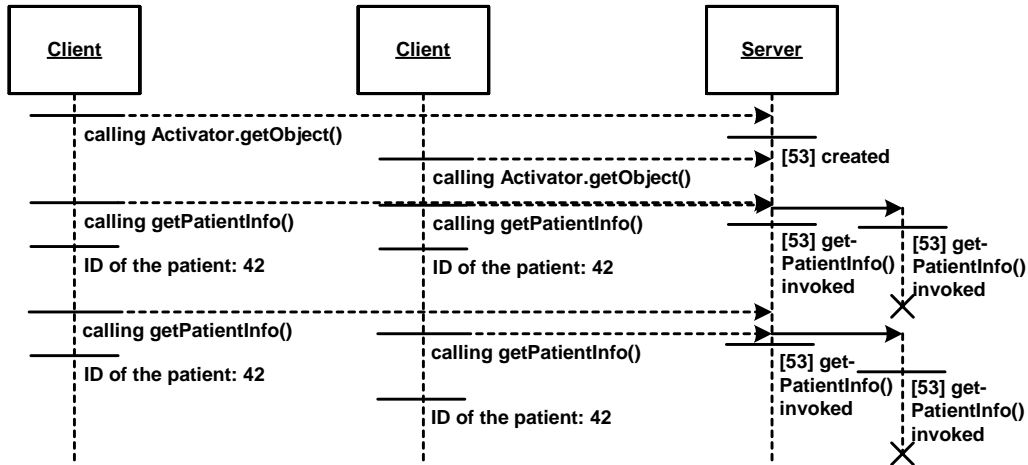 Client
Client
Server
calling Activator.getObject()
[53] created
calling Activator.getObject()
calling getPatientInfo()
calling getPatientInfo()
[53] get-
PatientInfo()
invoked
[53] get-
PatientInfo()
invoked
ID of the patient: 42
ID of the patient: 42
calling getPatientInfo()
calling getPatientInfo()
[53] get-
PatientInfo()
invoked
[53] get-
PatientInfo()
invoked
ID of the patient: 42
ID of the patient: 42